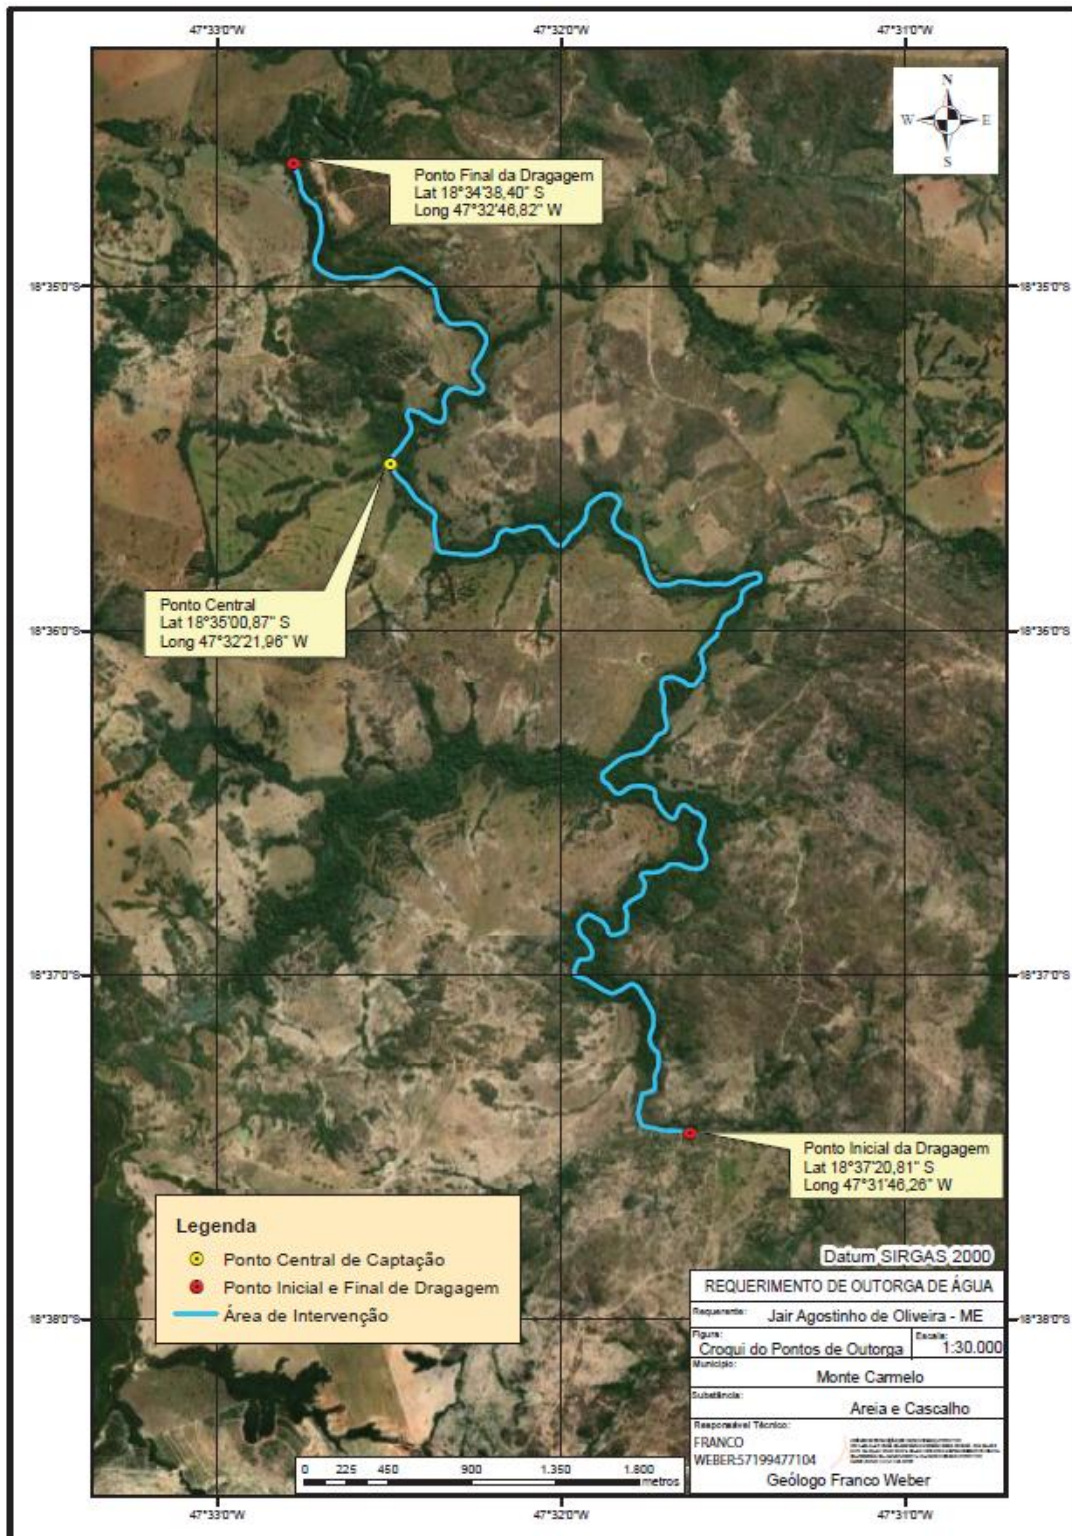 47°33'0"W
47°32'0"W
47°31'0"W
N
W
E
S
Ponto Final da Dragagem
Lat 18°34'38,40" S
Long 47°32'46,82" W
18°35'0"S
18°35'0"S
Ponto Central
Lat 18°35'00,87" S
Long 47°32'21,96" W
18°36'0"S
18°36'0"S
18°37'0"S
18°37'0"S
Ponto Inicial da Dragagem
Lat 18°37'20,81" S
Long 47°31'46,26" W
Legenda
Ponto Central de Captação
Ponto Inicial e Final de Dragagem
Área de Intervenção
Datum SIRGAS 2000
REQUERIMENTO DE OUTORGA DE ÁGUA
Requerente: Jair Agostinho de Oliveira - ME
Figura: Croqui do Pontos de Outorga
Escala: 1:30.000
Município: Monte Carmelo
Substância: Areia e Cascalho
Responsável Técnico:
FRANCO
WEBER:57199477104
Geólogo Franco Weber
18°38'0"S
18°38'0"S
0 225 450 900 1.350 1.800
metros
47°33'0"W
47°32'0"W
47°31'0"W